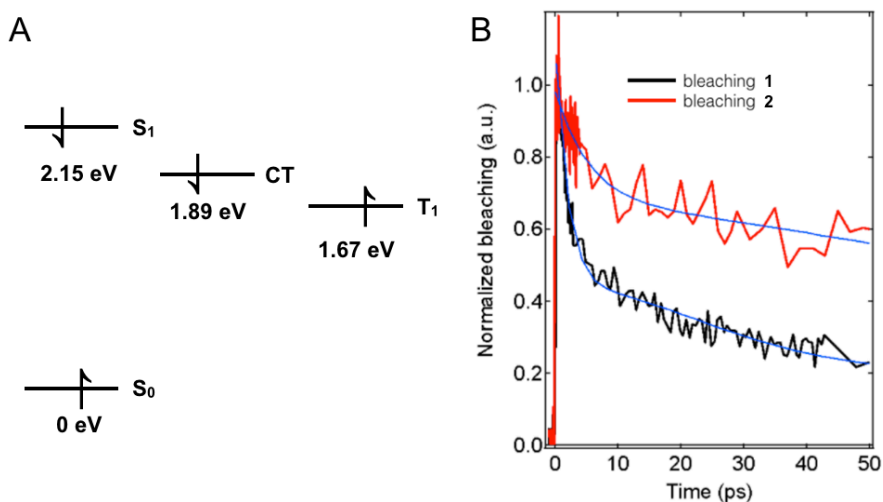 A
S₁
2.15 eV
CT
1.89 eV
T₁
1.67 eV
S₀
0 eV
B
bleaching 1
bleaching 2
Normalized bleaching (a.u.)
1.0
0.8
0.6
0.4
0.2
0.0
0 10 20 30 40 50
Time (ps)